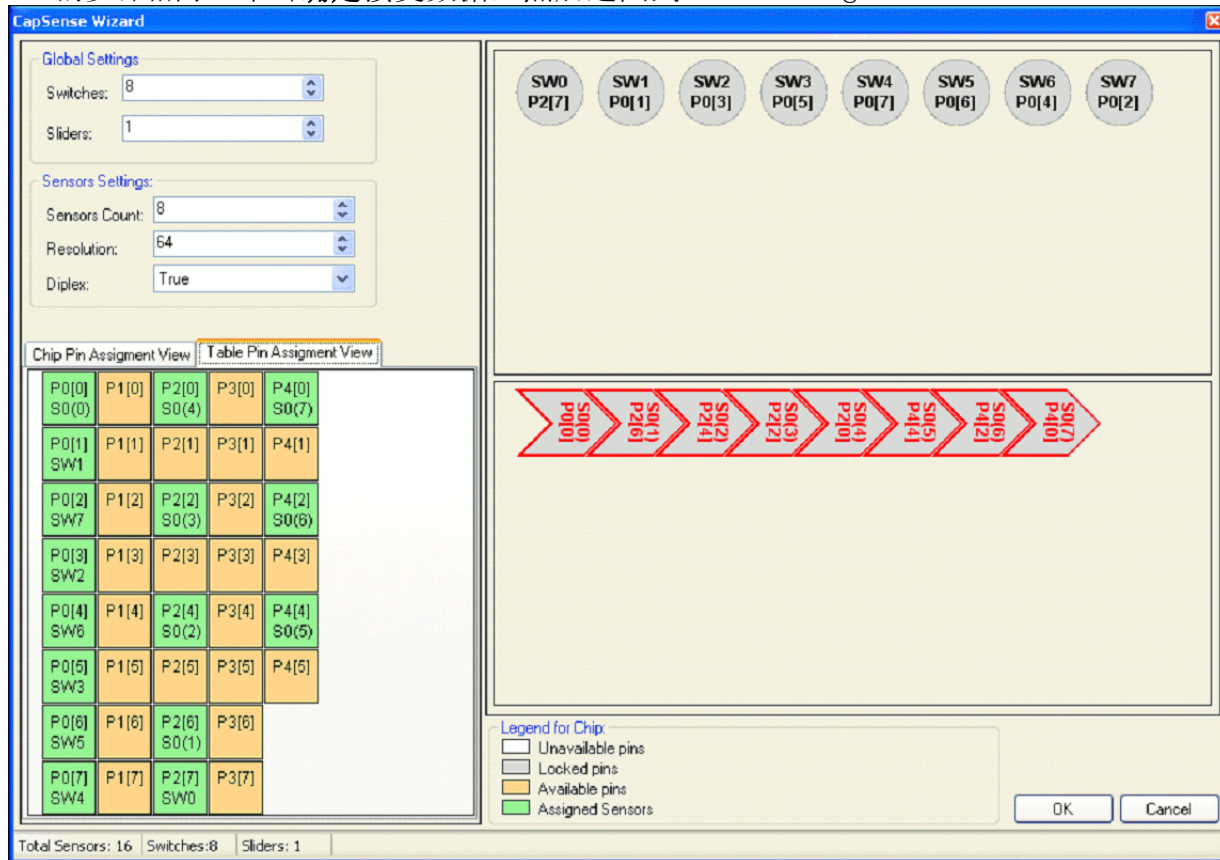 CapSense Wizard
Global Settings
Switches: 8
Sliders: 1
Sensors Settings:
Sensors Count: 8
Resolution: 64
Diplex: True
Chip Pin Assigment View
Table Pin Assigment View
P0[0] P1[0] P2[0] P3[0] P4[0]
S0(0) S0(4) S0(7)
P0[1] P1[1] P2[1] P3[1] P4[1]
SW1
P0[2] P1[2] P2[2] P3[2] P4[2]
SW7 S0(3) S0(6)
P0[3] P1[3] P2[3] P3[3] P4[3]
SW2
P0[4] P1[4] P2[4] P3[4] P4[4]
SW6 S0(2) S0(5)
P0[5] P1[5] P2[5] P3[5] P4[5]
SW3
P0[6] P1[6] P2[6] P3[6]
SW5 S0(1)
P0[7] P1[7] P2[7] P3[7]
SW4 SW0
SW0 SW1 SW2 SW3 SW4 SW5 SW6 SW7
P2[7] P0[1] P0[3] P0[5] P0[7] P0[6] P0[4] P0[2]
S0(0) S0(1) S0(2) S0(3) S0(4) S0(5) S0(6) S0(7)
P0[0] P2[6] P2[4] P2[2] P2[0] P4[4] P4[2] P4[0]
Legend for Chip:
Unavailable pins
Locked pins
Available pins
Assigned Sensors
OK
Cancel
Total Sensors: 16 Switches:8 Sliders: 1